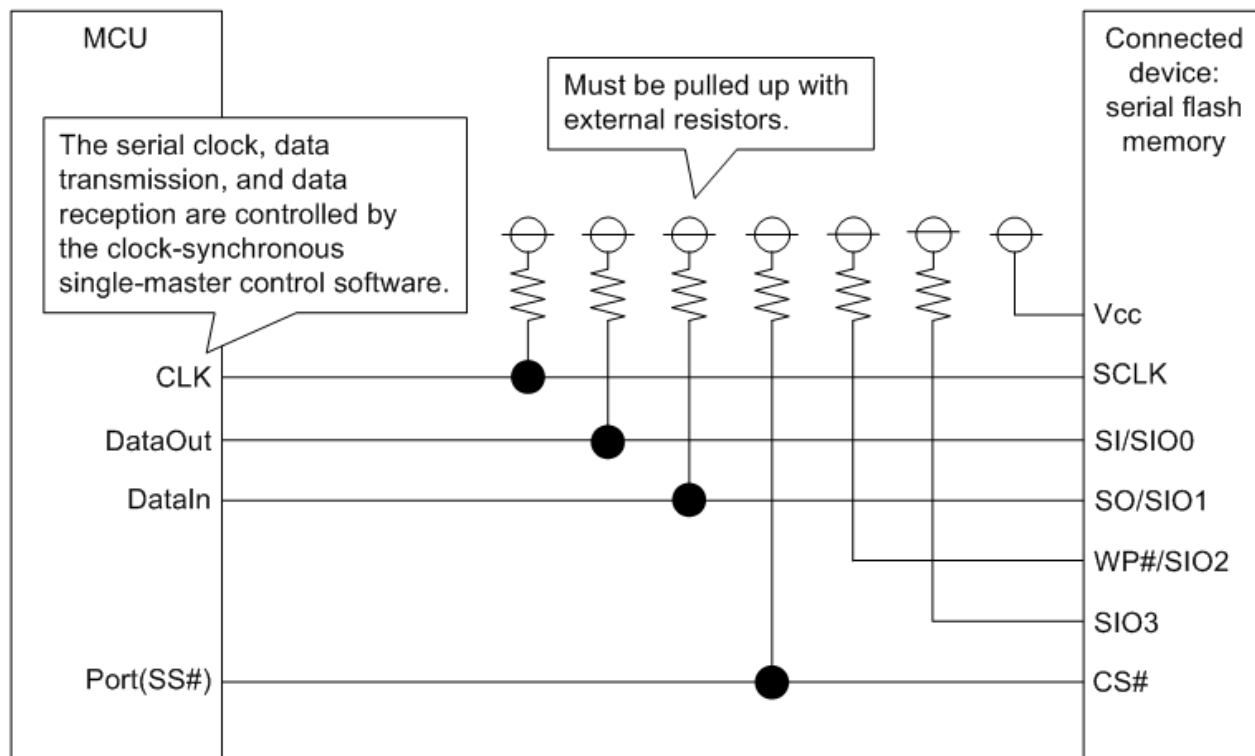 MCU
Connected
device:
serial flash
memory
Must be pulled up with
external resistors.
The serial clock, data
transmission, and data
reception are controlled by
the clock-synchronous
single-master control software.
Vcc
CLK
SCLK
DataOut
SI/SIO0
DataIn
SO/SIO1
WP#/SIO2
SIO3
Port(SS#)
CS#